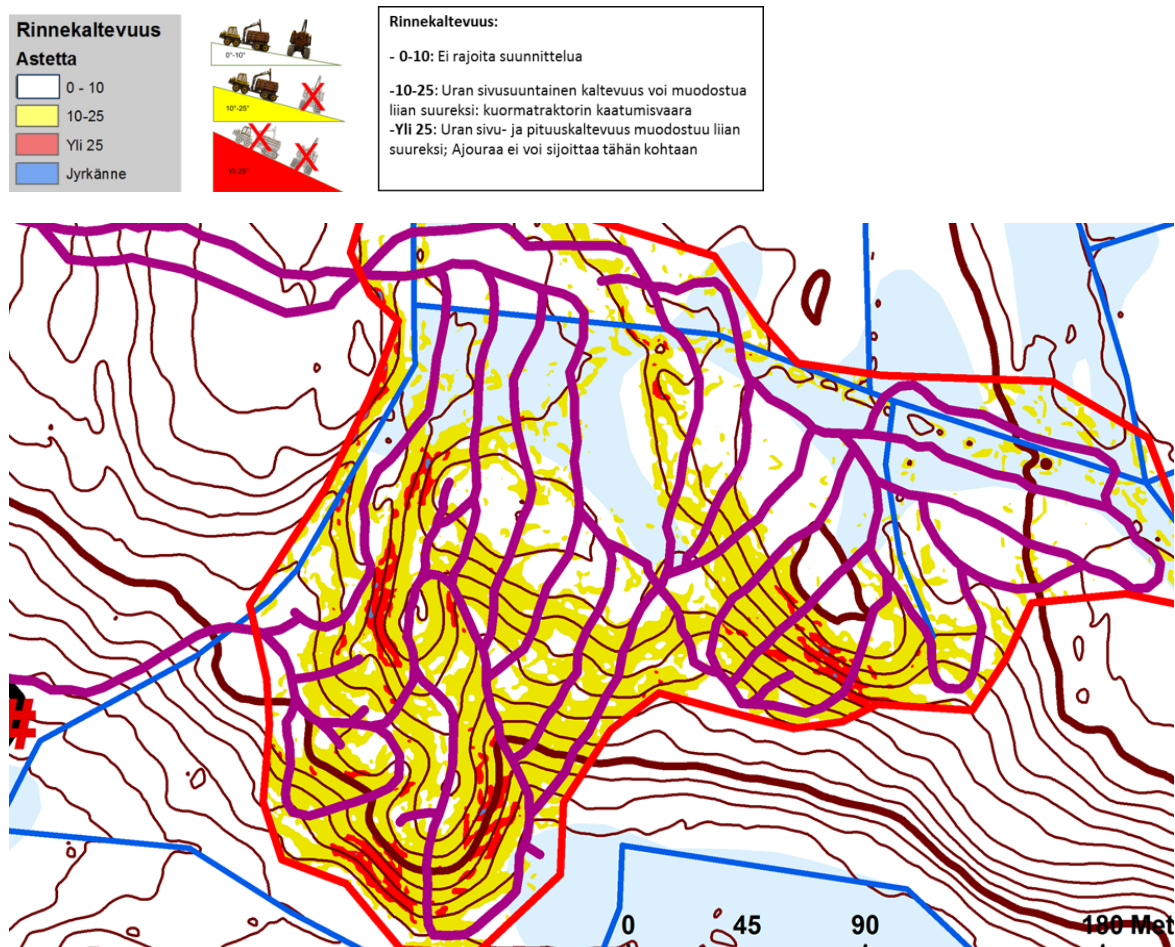 Rinnekaltevuus
Astetta
0 - 10
10-25
Yli 25
Jyrkänne
0°-10°
10°-25°
Yli 25°
Rinnekaltevuus:
- 0-10: Ei rajoita suunnittelua
-10-25: Uran sivusuuntainen kaltevuus voi muodostua
liian suureksi: kuormatraktorin kaatumisvaara
-Yli 25: Uran sivu- ja pituuskaltevuus muodostuu liian
suureksi; Ajouraa ei voi sijoittaa tähän kohtaan
#
0 45 90 180 Met